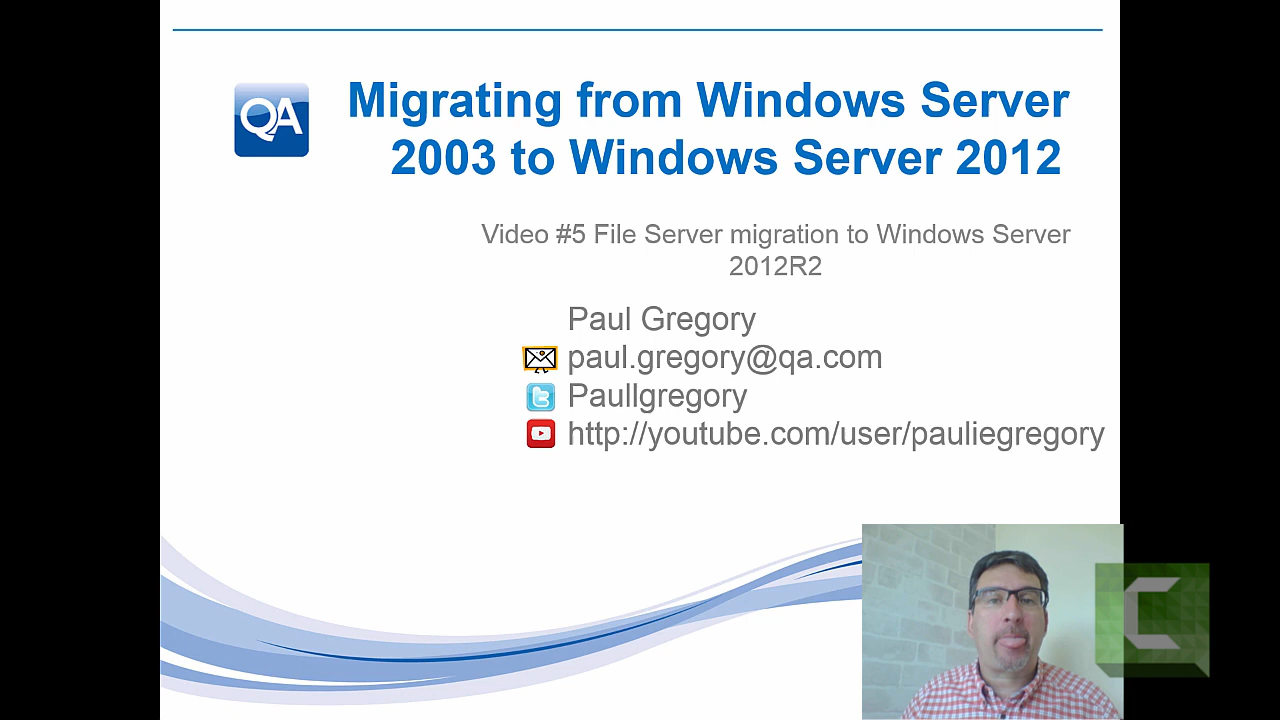 QA
Migrating from Windows Server
2003 to Windows Server 2012
Video #5 File Server migration to Windows Server
2012R2
Paul Gregory
paul.gregory@qa.com
Paullgregory
http://youtube.com/user/pauliegregory
C